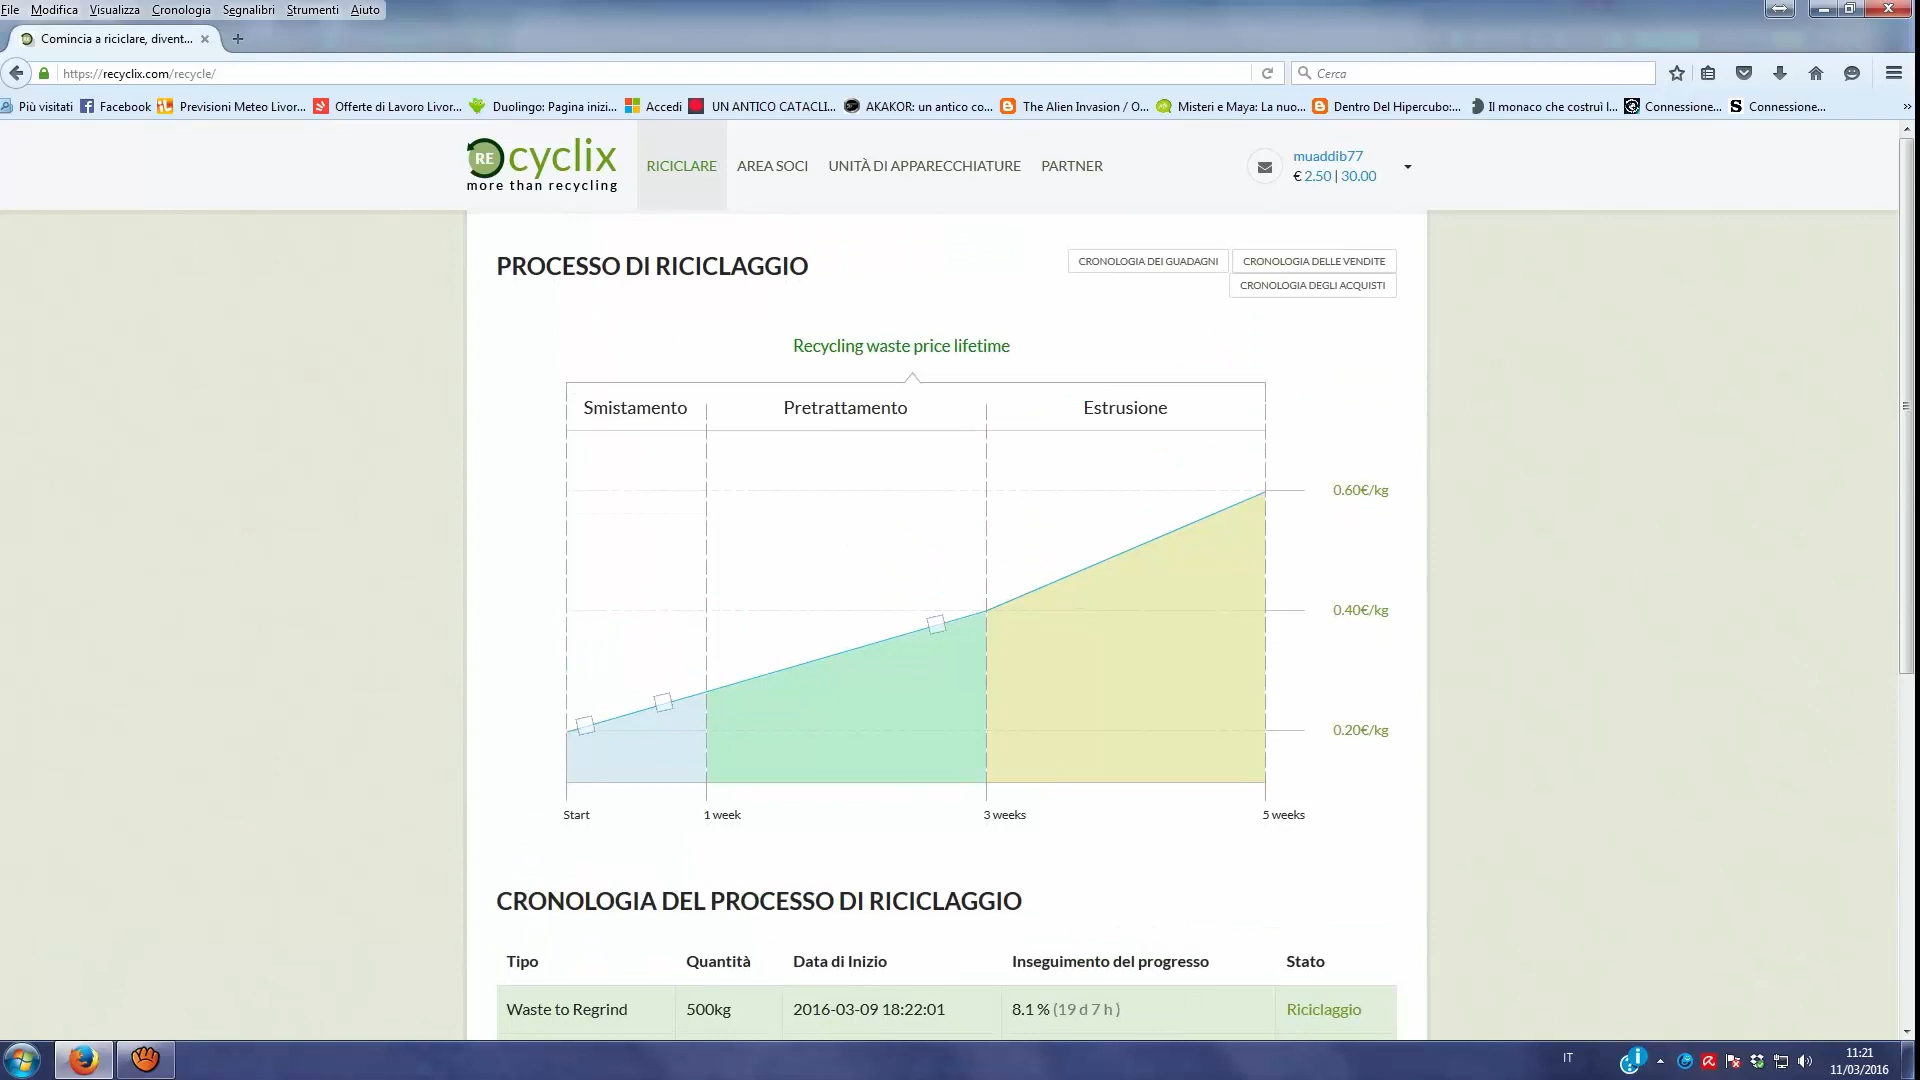 File Modifica Visualizza Cronologia Segnalibri Strumenti Aiuto
Comincia a riciclare, divent...
https://recyclix.com/recycle/
Cerca
Più visitati Facebook Previsioni Meteo Livor... Offerte di Lavoro Livor... Duolingo: Pagina inizi... Accedi UN ANTICO CATACLI... AKAKOR: un antico co... The Alien Invasion / O... Misteri e Maya: La nuo... Dentro Del Hipercubo:... Il monaco che costruì l... Connessione... S Connessione... »
RE cyclix
more than recycling
RICICLARE AREA SOCI UNITÀ DI APPARECCHIATURE PARTNER
muaddib77
€ 2.50 | 30.00
PROCESSO DI RICICLAGGIO
CRONOLOGIA DEI GUADAGNI CRONOLOGIA DELLE VENDITE
CRONOLOGIA DEGLI ACQUISTI
Recycling waste price lifetime
Smistamento Pretrattamento Estrusione
0.60€/kg
0.40€/kg
0.20€/kg
Start 1 week 3 weeks 5 weeks
CRONOLOGIA DEL PROCESSO DI RICICLAGGIO
Tipo Quantità Data di Inizio Inseguimento del progresso Stato
Waste to Regrind 500kg 2016-03-09 18:22:01 8.1 % (19 d 7 h ) Riciclaggio
IT
11:21
11/03/2016